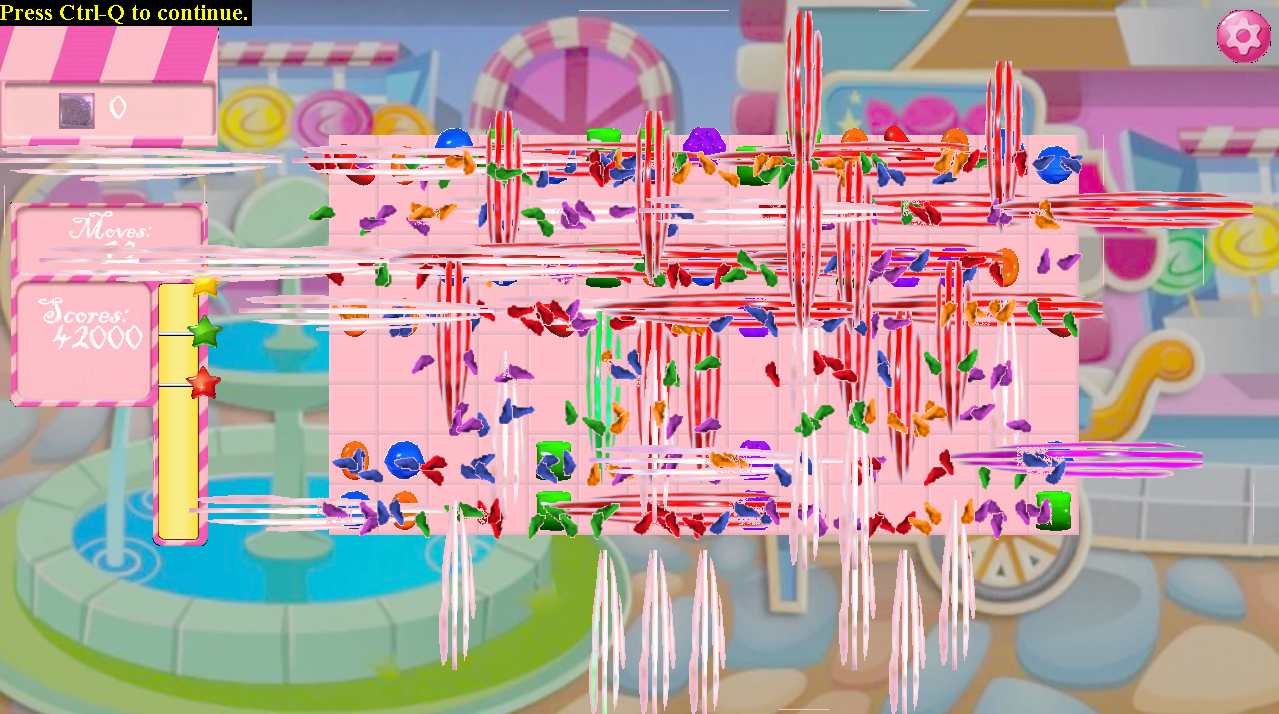 Press Ctrl-Q to continue.
0
Moves:
Scores:
42000